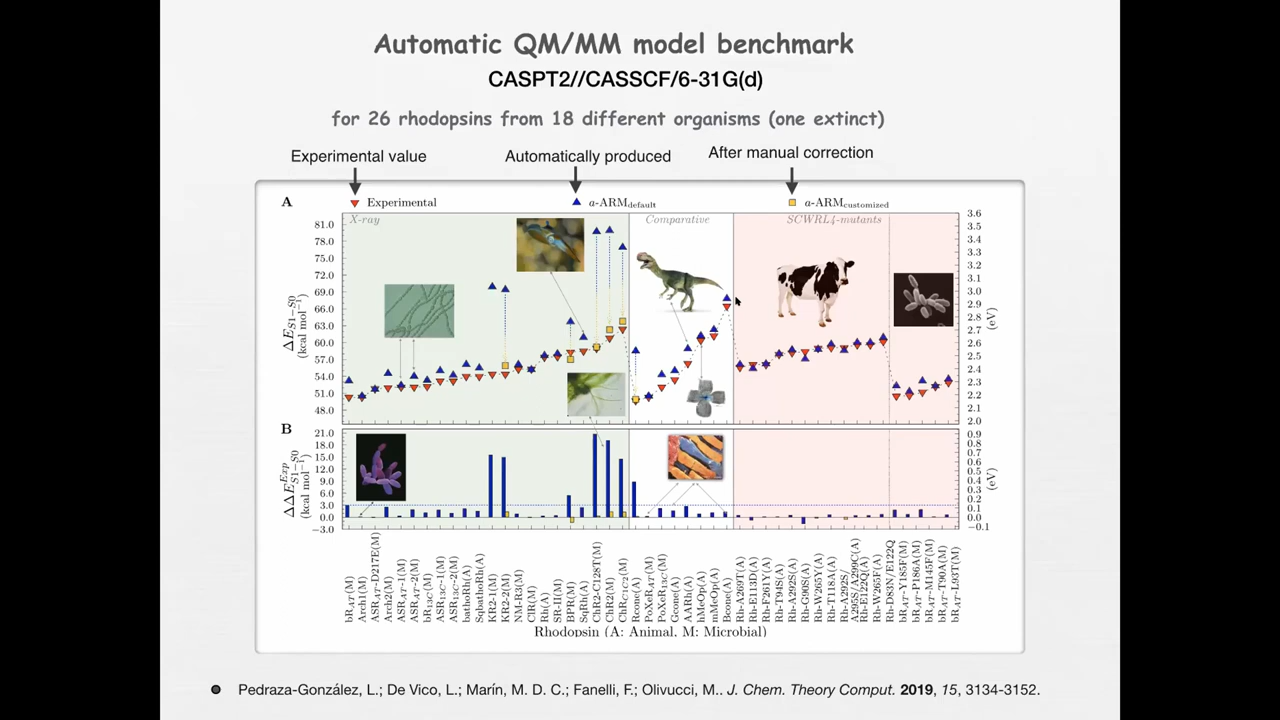 Automatic QM/MM model benchmark
CASPT2//CASSCF/6-31G(d)
for 26 rhodopsins from 18 different organisms (one extinct)
Experimental value
Automatically produced
After manual correction
A
Experimental
a-ARMdefault
a-ARMcustomized
X-ray
Comparative
SCWRL4-mutants
81.0
78.0
75.0
72.0
69.0
66.0
63.0
60.0
57.0
54.0
51.0
48.0
ΔE S1−S0
(kcal mol−1)
3.6
3.5
3.4
3.3
3.2
3.1
3.0
2.9
2.8
2.7
2.6
2.5
2.4
2.3
2.2
2.1
2.0
(eV)
B
21.0
18.0
15.0
12.0
9.0
6.0
3.0
0.0
−3.0
ΔΔE Exp S1−S0
(kcal mol−1)
0.9
0.8
0.7
0.6
0.5
0.4
0.3
0.2
0.1
0.0
−0.1
(eV)
bRAT(M)
Arch1(M)
ASRAT-D217E(M)
Arch2(M)
ASRAT-1(M)
ASRAT-2(M)
bR13C(M)
ASR13C-1(M)
ASR13C-2(M)
bathoRh(A)
SqbathoRh(A)
KR2-1(M)
KR2-2(M)
NM-R3(M)
ClR(M)
Rh(A)
SR-II(M)
BPR(M)
SqRh(A)
ChR2-C128T(M)
ChR2(M)
ChRC1C2(M)
Rcone(A)
PoXeRAT(M)
PoXeR13C(M)
Gcone(A)
AARh(A)
hMeOp(A)
mMeOp(A)
Bcone(A)
Rh-A269T(A)
Rh-E113D(A)
Rh-F261Y(A)
Rh-T94S(A)
Rh-A292S(A)
Rh-G90S(A)
Rh-W265Y(A)
Rh-T118A(A)
Rh-A292S/
A295S/A299C(A)
Rh-E122Q(A)
Rh-W265F(A)
Rh-D83N/E122Q
bRAT-Y185F(M)
bRAT-P186A(M)
bRAT-M145F(M)
bRAT-T90A(M)
bRAT-L93T(M)
Rhodopsin (A: Animal, M: Microbial)
Pedraza-González, L.; De Vico, L.; Marín, M. D. C.; Fanelli, F.; Olivucci, M.. J. Chem. Theory Comput. 2019, 15, 3134-3152.